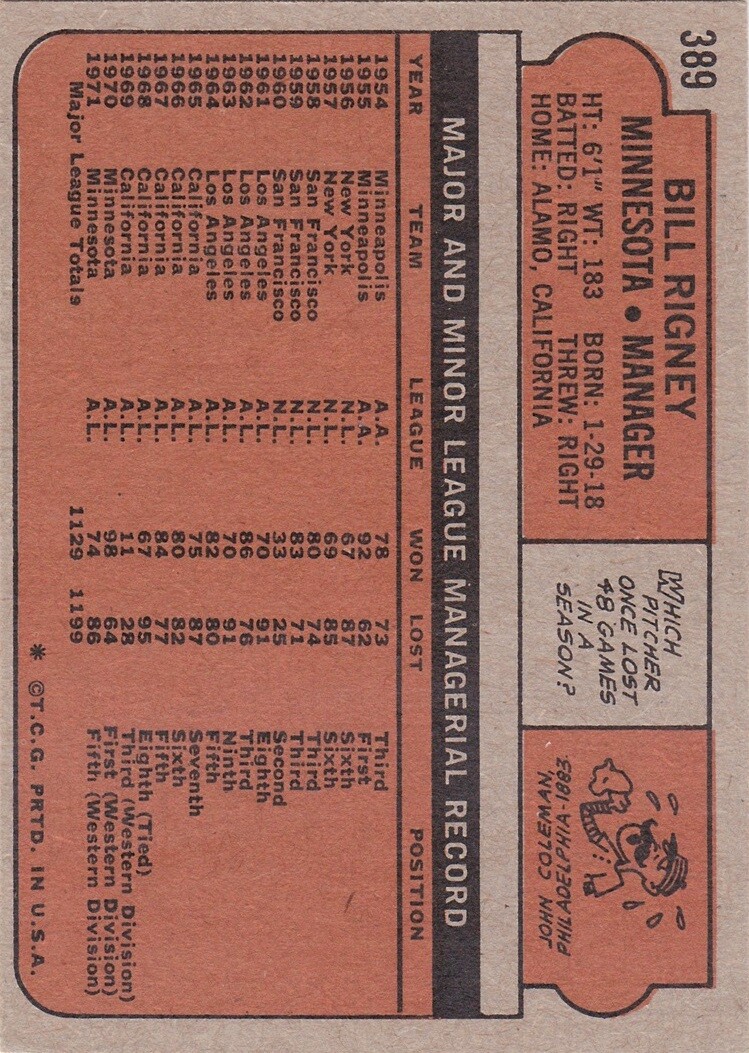 389
BILL RIGNEY
MINNESOTA • MANAGER
HT: 6'1" WT: 183 BORN: 1-29-18
BATTED: RIGHT THREW: RIGHT
HOME: ALAMO, CALIFORNIA
WHICH
PITCHER
ONCE LOST
48 GAMES
IN A
SEASON?
JOHN COLEMAN,
PHILADELPHIA-1883
MAJOR AND MINOR LEAGUE MANAGERIAL RECORD
YEAR TEAM LEAGUE WON LOST POSITION
1954 Minneapolis A.A. 78 73 Third
1955 Minneapolis A.A. 92 62 First
1956 New York N.L. 67 87 Sixth
1957 New York N.L. 69 85 Sixth
1958 San Francisco N.L. 80 74 Third
1959 San Francisco N.L. 83 71 Third
1960 San Francisco N.L. 33 25 Second
1961 Los Angeles A.L. 70 91 Eighth
1962 Los Angeles A.L. 86 76 Third
1963 Los Angeles A.L. 70 91 Ninth
1964 Los Angeles A.L. 82 80 Fifth
1965 California A.L. 75 87 Seventh
1966 California A.L. 80 82 Sixth
1967 California A.L. 84 77 Fifth
1968 California A.L. 67 95 Eighth (Tied)
1969 California A.L. 11 28 Third (Western Division)
1970 Minnesota A.L. 98 64 First (Western Division)
1971 Minnesota A.L. 74 86 Fifth (Western Division)
Major League Totals 1129 1199
* ©T.C.G. PRTD. IN U.S.A.